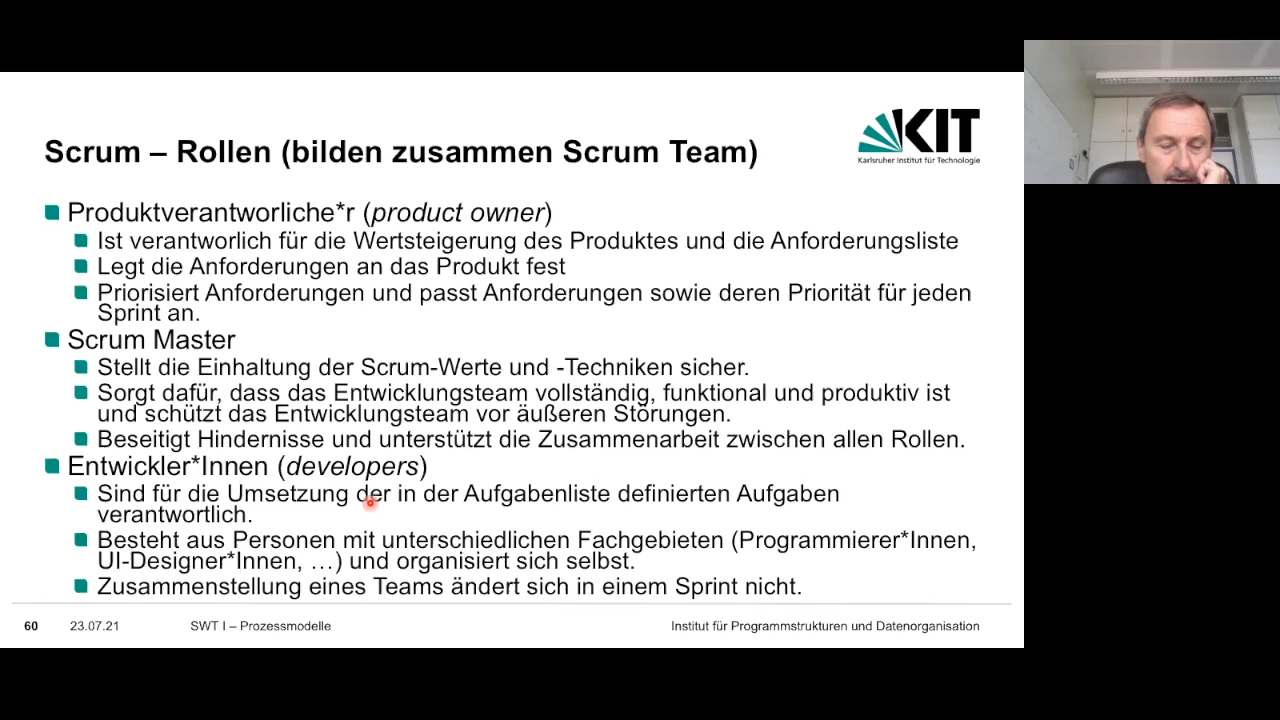 Scrum – Rollen (bilden zusammen Scrum Team)
KIT
Karlsruher Institut für Technologie
Produktverantworliche*r (product owner)
Ist verantworlich für die Wertsteigerung des Produktes und die Anforderungsliste
Legt die Anforderungen an das Produkt fest
Priorisiert Anforderungen und passt Anforderungen sowie deren Priorität für jeden
Sprint an.
Scrum Master
Stellt die Einhaltung der Scrum-Werte und -Techniken sicher.
Sorgt dafür, dass das Entwicklungsteam vollständig, funktional und produktiv ist
und schützt das Entwicklungsteam vor äußeren Störungen.
Beseitigt Hindernisse und unterstützt die Zusammenarbeit zwischen allen Rollen.
Entwickler*Innen (developers)
Sind für die Umsetzung der in der Aufgabenliste definierten Aufgaben
verantwortlich.
Besteht aus Personen mit unterschiedlichen Fachgebieten (Programmierer*Innen,
UI-Designer*Innen, …) und organisiert sich selbst.
Zusammenstellung eines Teams ändert sich in einem Sprint nicht.
60 23.07.21 SWT I – Prozessmodelle Institut für Programmstrukturen und Datenorganisation